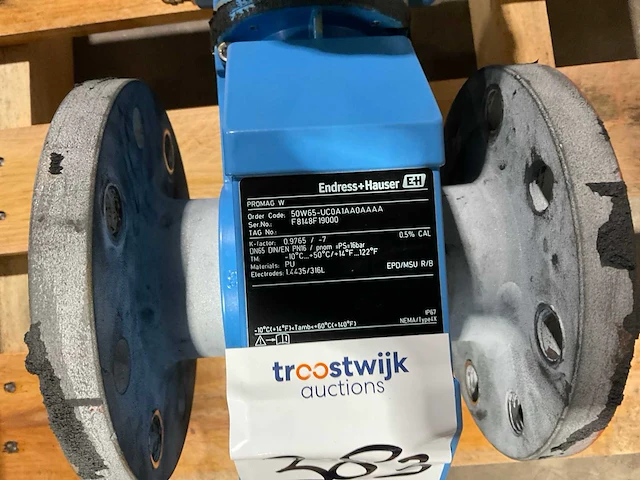 Endress+Hauser EH
PROMAG W
Order Code: 50W65-UC0A1AA0AAAA
Ser.No.: F8148F19000
TAG No.:
K-factor: 0.9765 / -7 0.5% CAL
DN65 DIN/EN PN16 / pnom ≤PS=16bar
TM: -10°C...+50°C/+14°F...122°F
Materials: PU EPD/MSU R/B
Electrodes: 1.4435/316L
IP67
-10°C(+14°F)<Tamb<+60°C(+140°F) NEMA/Type4X
troostwijk
auctions
383